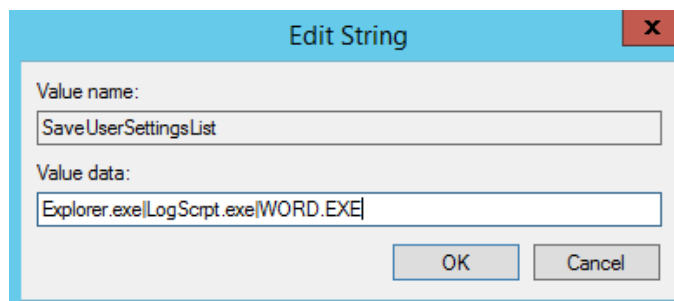 Edit String
x
Value name:
SaveUserSettingsList
Value data:
Explorer.exe|LogScrpt.exe|WORD.EXE
OK
Cancel